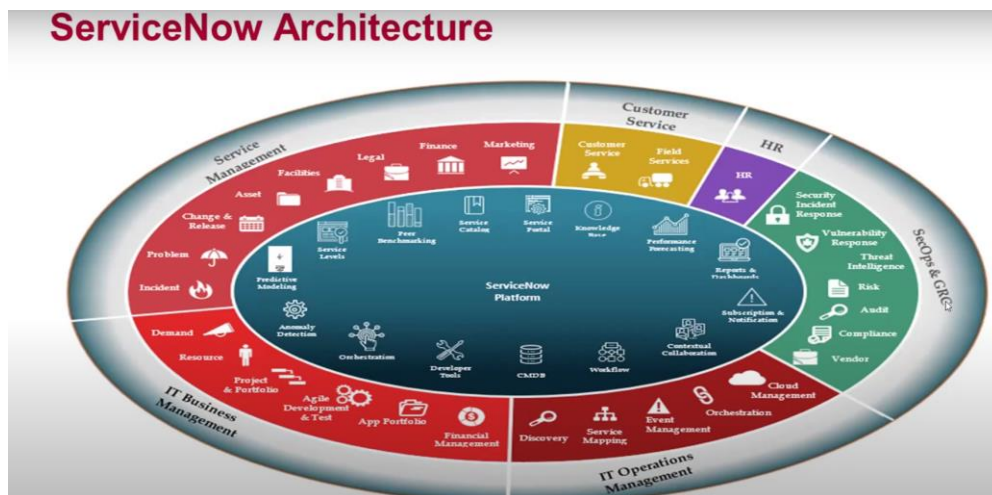 ServiceNow Architecture
Service
Management
Customer
Service
HR
SecOps & GRC
IT Operations
Management
IT Business
Management
Incident
Problem
Change &
Release
Asset
Facilities
Legal
Finance
Marketing
Customer
Service
Field
Services
HR
Security
Incident
Response
Vulnerability
Response
Threat
Intelligence
Risk
Audit
Compliance
Vendor
Cloud
Management
Orchestration
Event
Management
Service
Mapping
Discovery
Financial
Management
App Portfolio
Agile
Development
& Test
Project
& Portfolio
Resource
Demand
Predictive
Modeling
Service
Levels
Peer
Benchmarking
Service
Catalog
Service
Portal
Knowledge
Base
Performance
Forecasting
Reports &
Dashboards
Subscription &
Notification
Contextual
Collaboration
Workflow
CMDB
Developer
Tools
Orchestration
Anomaly
Detection
ServiceNow
Platform